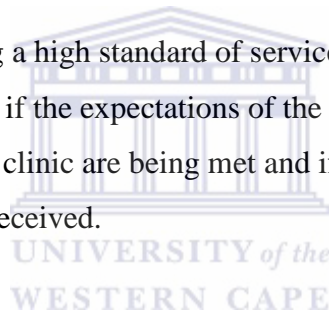 a high standard of service
if the expectations of the
clinic are being met and i
eceived.
UNIVERSITY of the
WESTERN CAPE